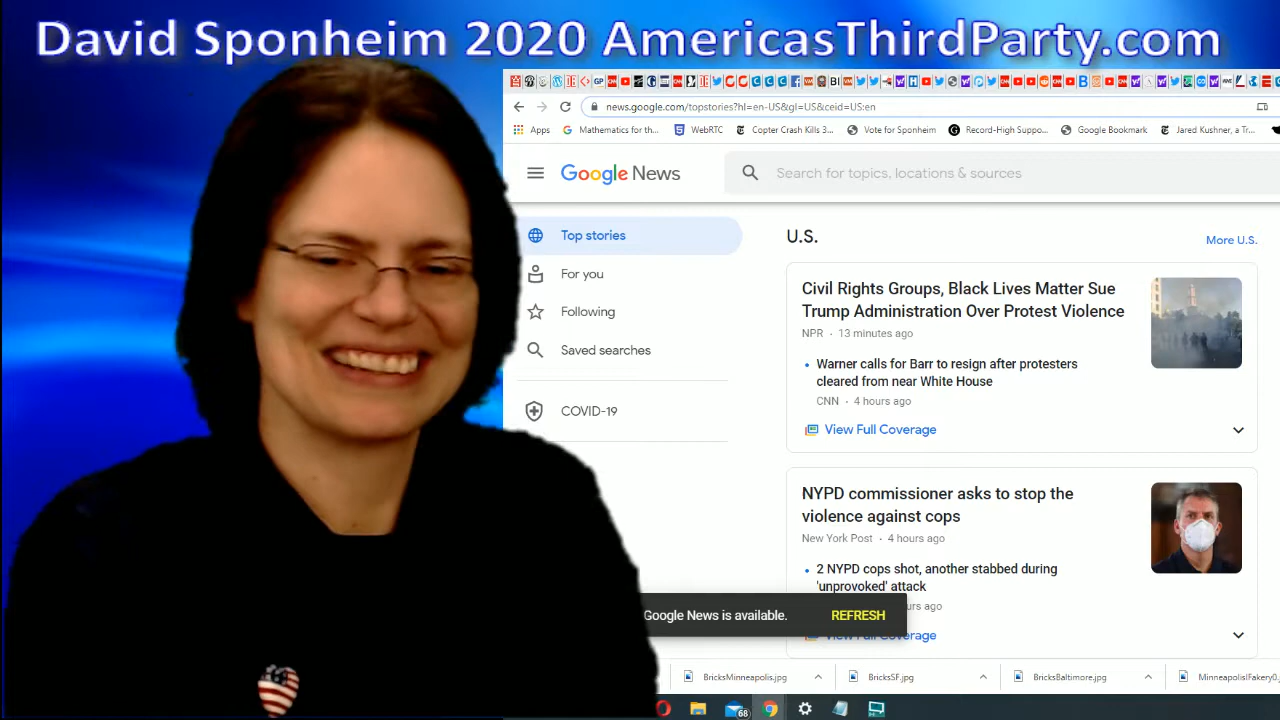 David Sponheim 2020 AmericasThirdParty.com
news.google.com/topstories?hl=en-US&gl=US&ceid=US:en
Apps
Mathematics for th...
WebRTC
Copter Crash Kills 3...
Vote for Sponheim
Record-High Suppo...
Google Bookmark
Jared Kushner, a Tr...
Google News
Search for topics, locations & sources
Top stories
For you
Following
Saved searches
COVID-19
U.S.
More U.S.
Civil Rights Groups, Black Lives Matter Sue
Trump Administration Over Protest Violence
NPR • 13 minutes ago
Warner calls for Barr to resign after protesters
cleared from near White House
CNN • 4 hours ago
View Full Coverage
NYPD commissioner asks to stop the
violence against cops
New York Post • 4 hours ago
2 NYPD cops shot, another stabbed during
'unprovoked' attack
ago
View Full Coverage
Google News is available.
REFRESH
BricksMinneapolis.jpg
BricksSF.jpg
BricksBaltimore.jpg
MinneapolisFakery0.
68